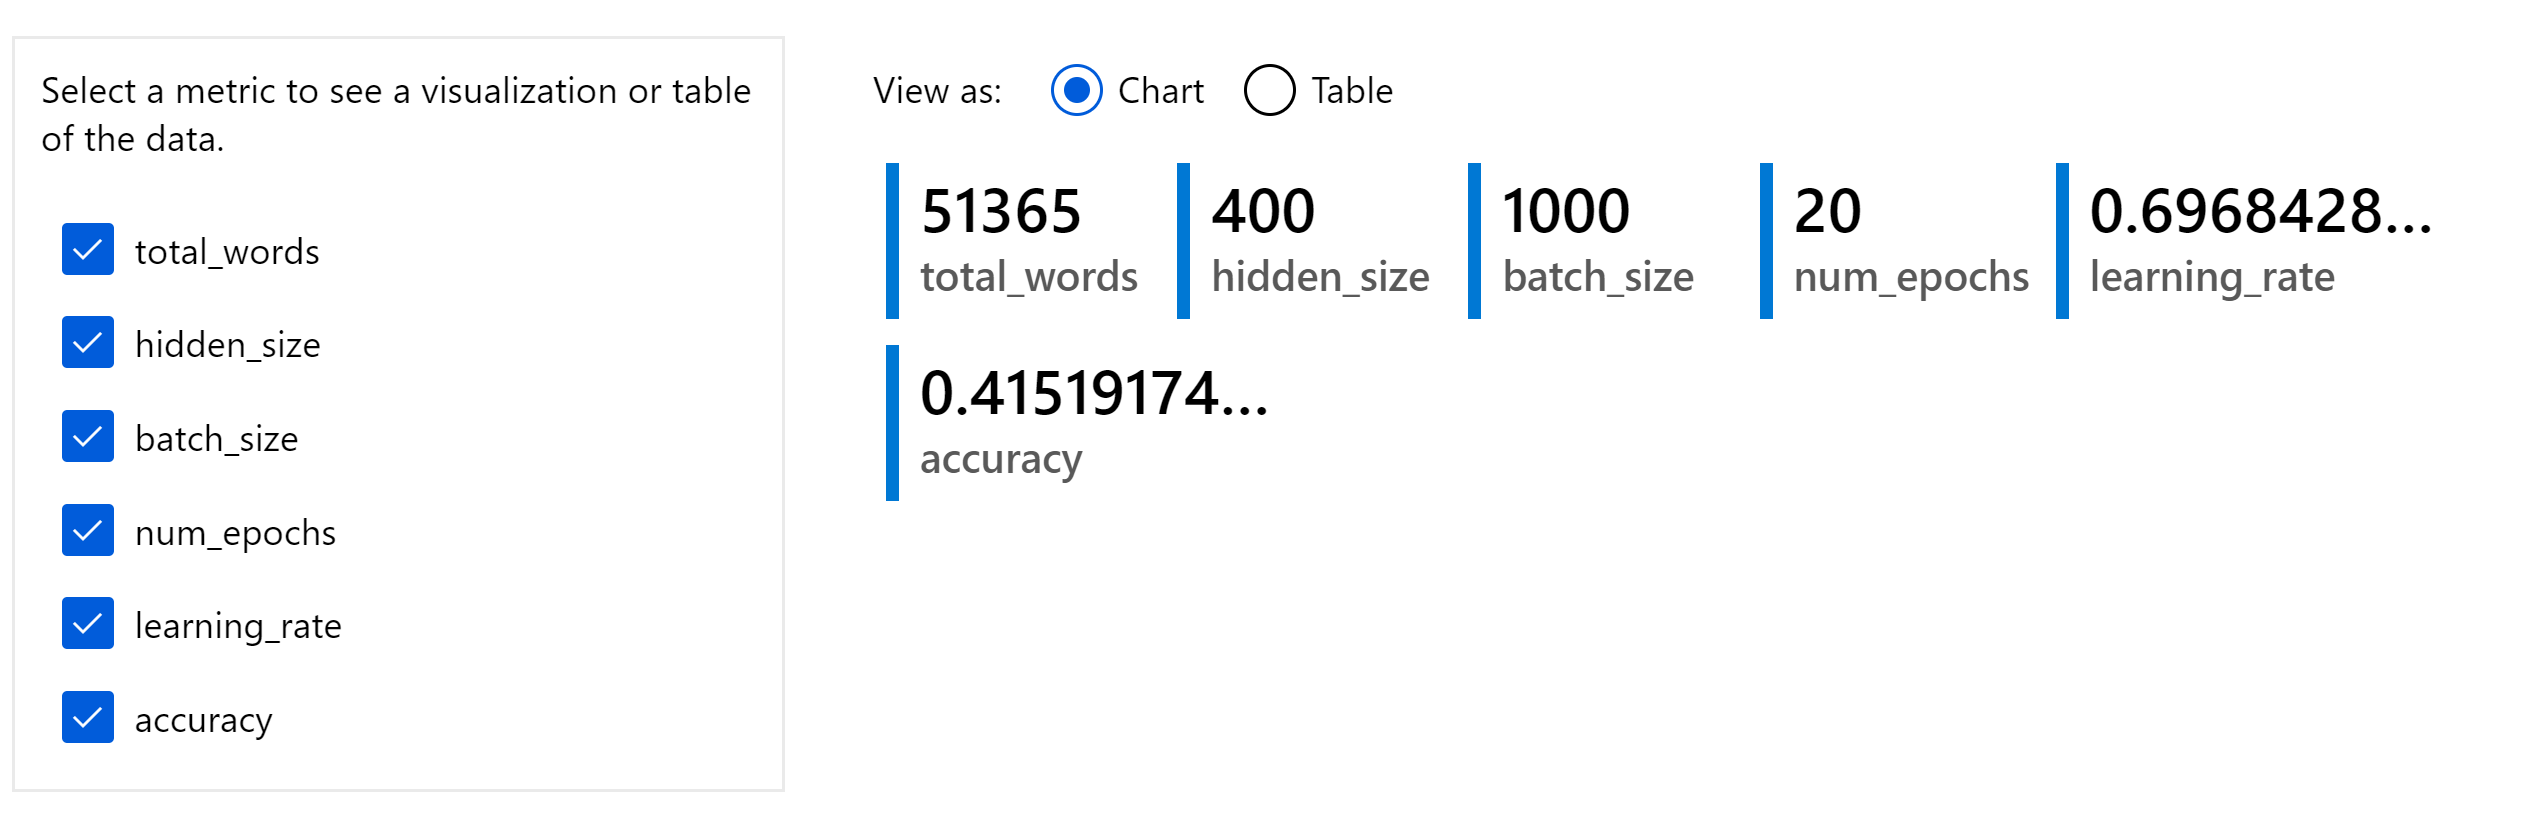 Select a metric to see a visualization or table
of the data.
total_words
hidden_size
batch_size
num_epochs
learning_rate
accuracy
View as: Chart Table
51365 400 1000 20 0.6968428...
total_words hidden_size batch_size num_epochs learning_rate
0.41519174...
accuracy